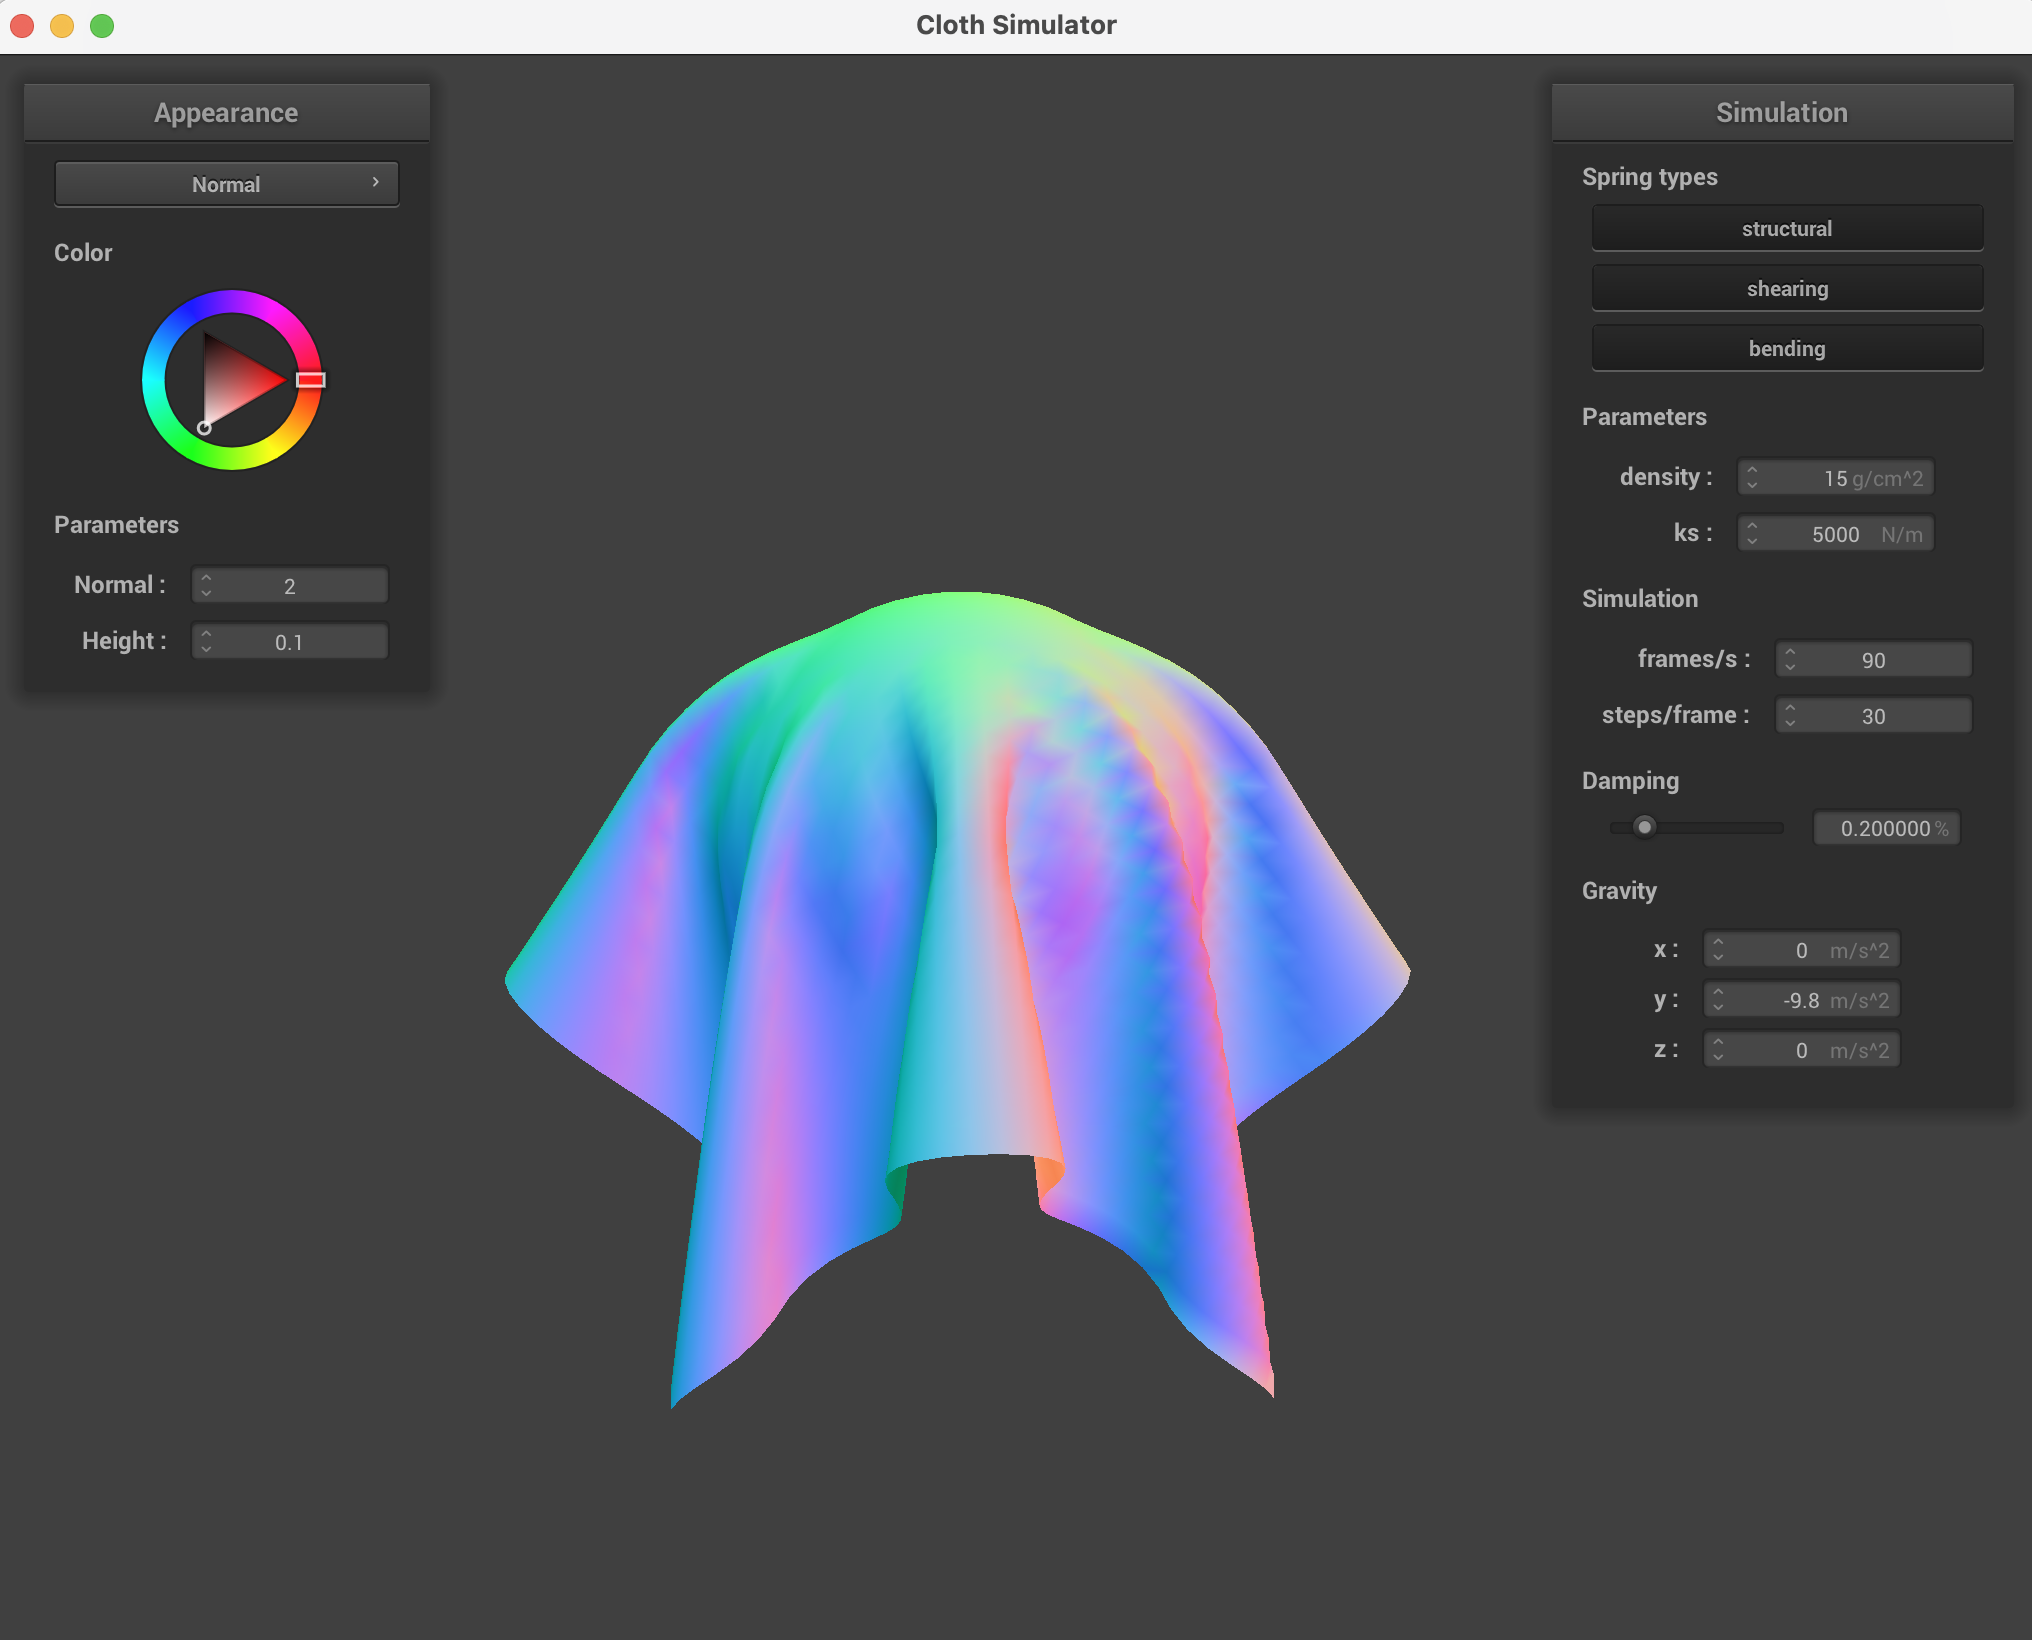 Cloth Simulator
Appearance
Normal
Color
Parameters
Normal : 2
Height : 0.1
Simulation
Spring types
structural
shearing
bending
Parameters
density : 15 g/cm^2
ks : 5000 N/m
Simulation
frames/s : 90
steps/frame : 30
Damping
0.200000 %
Gravity
x : 0 m/s^2
y : -9.8 m/s^2
z : 0 m/s^2